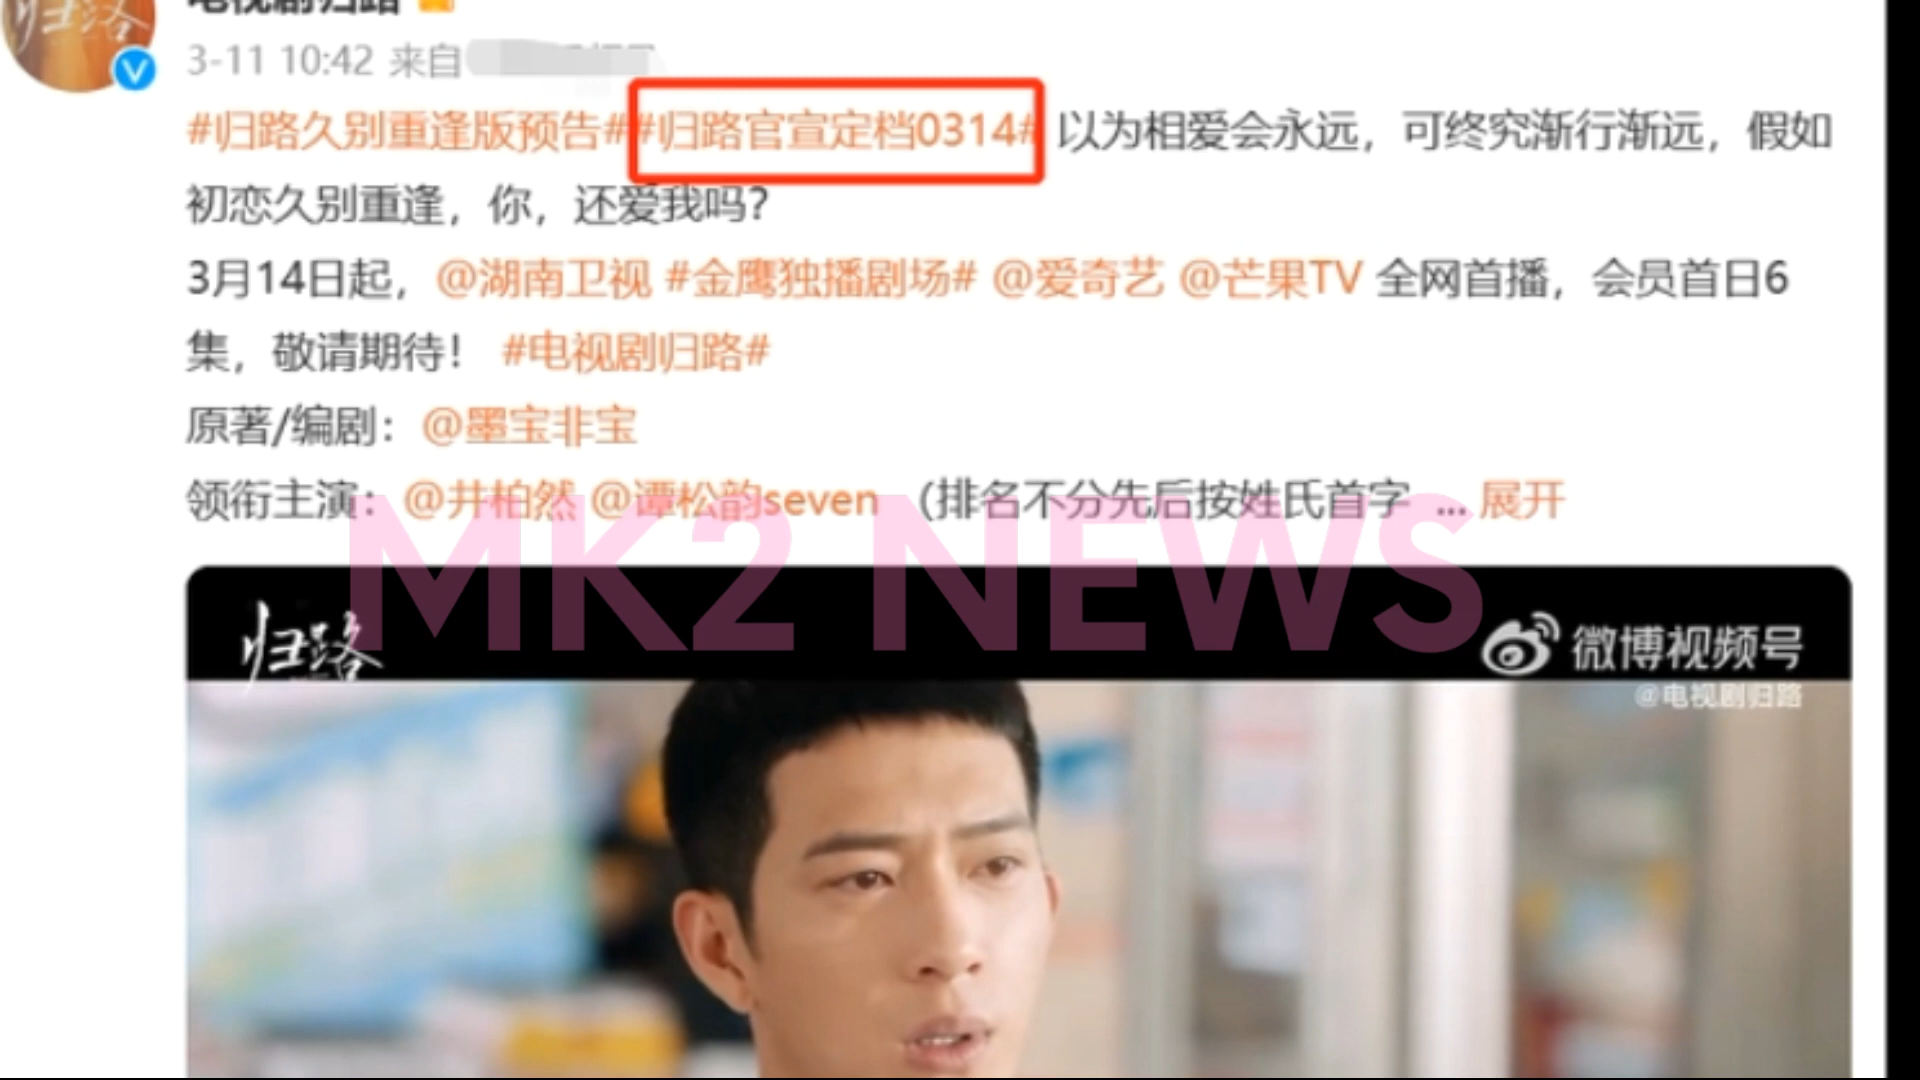 归路
电视剧归路
3-11 10:42 来自
#归路久别重逢版预告##归路官宣定档0314# 以为相爱会永远，可终究渐行渐远，假如
初恋久别重逢，你，还爱我吗？
3月14日起，@湖南卫视 #金鹰独播剧场# @爱奇艺 @芒果TV 全网首播，会员首日6
集，敬请期待！ #电视剧归路#
原著/编剧：@墨宝非宝
领衔主演：@井柏然 @谭松韵seven （排名不分先后按姓氏首字 ... 展开
MK2 NEWS
归路
微博视频号
@电视剧归路